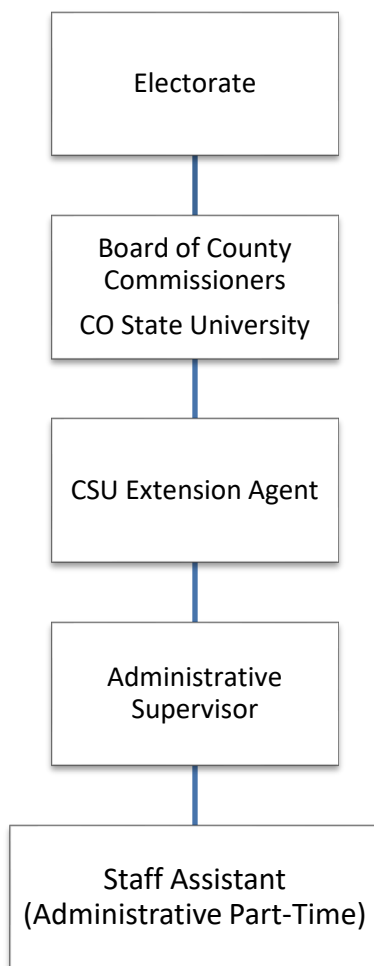 Electorate
Board of County
Commissioners
CO State University
CSU Extension Agent
Administrative
Supervisor
Staff Assistant
(Administrative Part-Time)